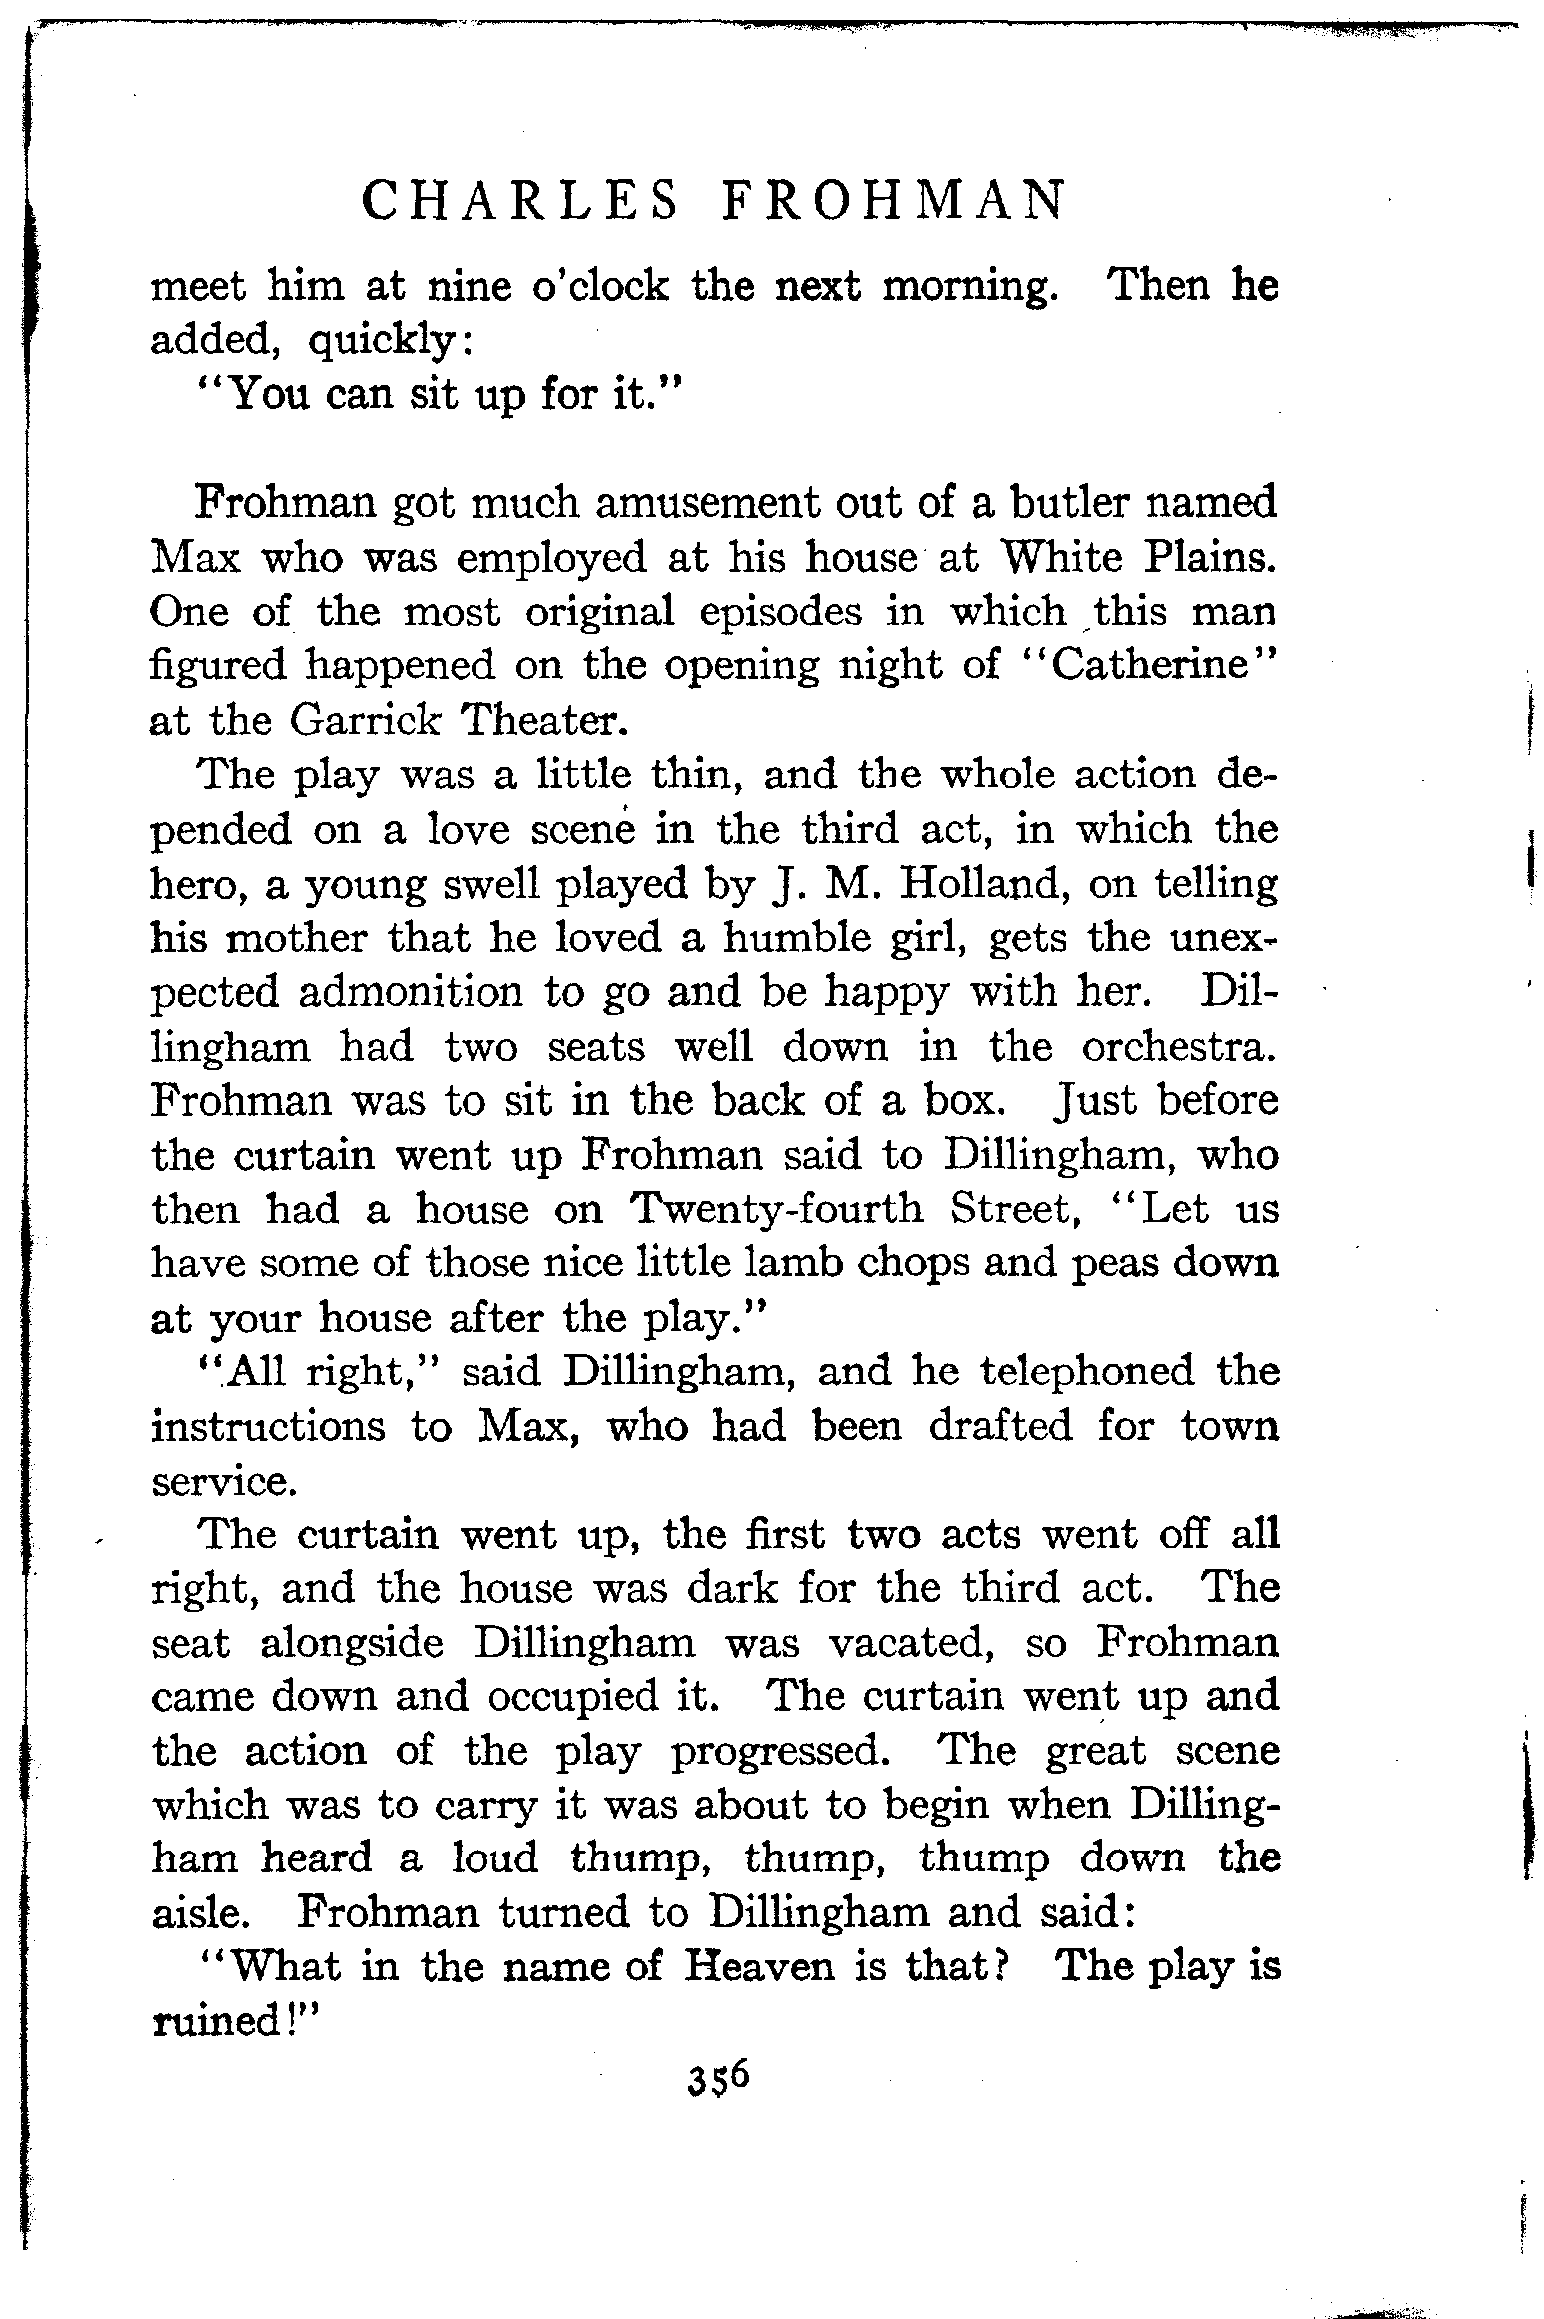 CHARLES FROHMAN
meet him at nine o'clock the next morning. Then he
added, quickly:
"You can sit up for it."
Frohman got much amusement out of a butler named
Max who was employed at his house at White Plains.
One of the most original episodes in which this man
figured happened on the opening night of "Catherine"
at the Garrick Theater.
The play was a little thin, and the whole action de-
pended on a love scene in the third act, in which the
hero, a young swell played by J. M. Holland, on telling
his mother that he loved a humble girl, gets the unex-
pected admonition to go and be happy with her. Dil-
lingham had two seats well down in the orchestra.
Frohman was to sit in the back of a box. Just before
the curtain went up Frohman said to Dillingham, who
then had a house on Twenty-fourth Street, "Let us
have some of those nice little lamb chops and peas down
at your house after the play."
"All right," said Dillingham, and he telephoned the
instructions to Max, who had been drafted for town
service.
The curtain went up, the first two acts went off all
right, and the house was dark for the third act. The
seat alongside Dillingham was vacated, so Frohman
came down and occupied it. The curtain went up and
the action of the play progressed. The great scene
which was to carry it was about to begin when Dilling-
ham heard a loud thump, thump, thump down the
aisle. Frohman turned to Dillingham and said:
"What in the name of Heaven is that? The play is
ruined!"
356